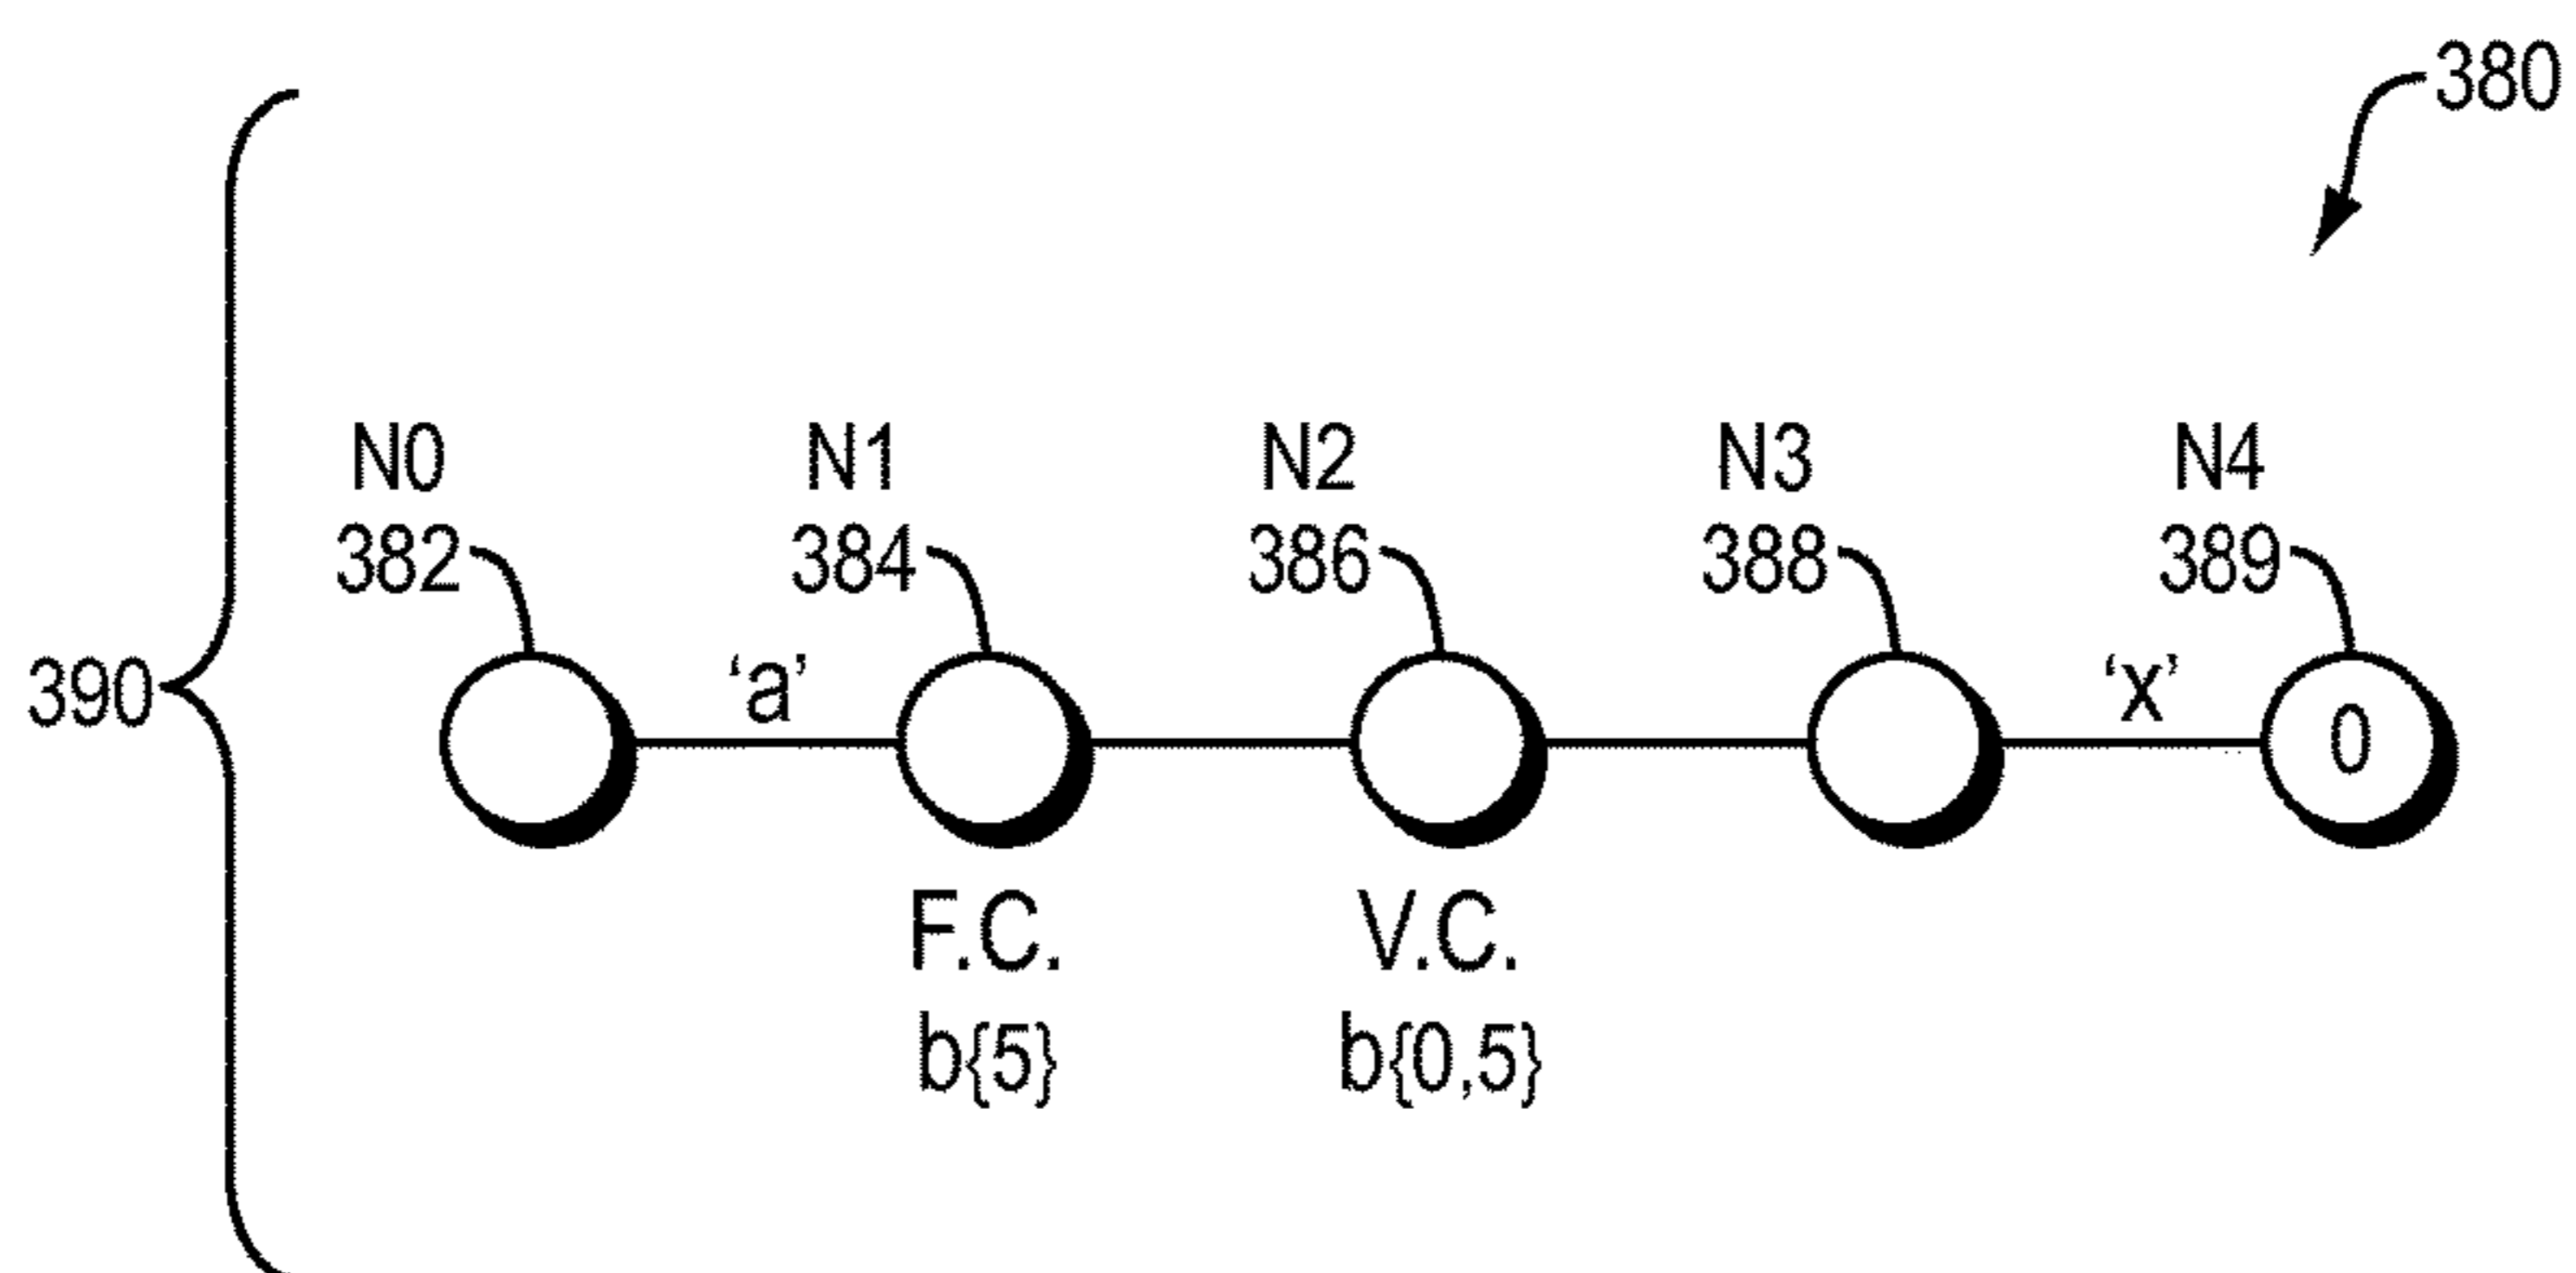 380
N0 N1 N2 N3 N4
382 384 386 388 389
390
‘a’ ‘x’
0
F.C. V.C.
b{5} b{0,5}